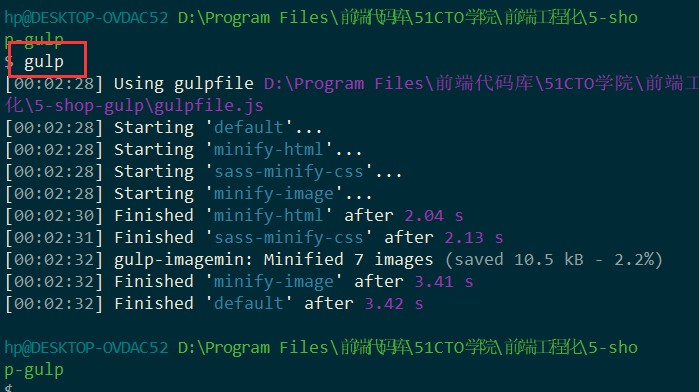 hp@DESKTOP-OVDAC52 D:\Program Files\前端代码库\51CTO学院\前端工程化\5-sho
p-gulp
$ gulp
[00:02:28] Using gulpfile D:\Program Files\前端代码库\51CTO学院\前端工
化\5-shop-gulp\gulpfile.js
[00:02:28] Starting 'default'...
[00:02:28] Starting 'minify-html'...
[00:02:28] Starting 'sass-minify-css'...
[00:02:28] Starting 'minify-image'...
[00:02:30] Finished 'minify-html' after 2.04 s
[00:02:31] Finished 'sass-minify-css' after 2.13 s
[00:02:32] gulp-imagemin: Minified 7 images (saved 10.5 kB - 2.2%)
[00:02:32] Finished 'minify-image' after 3.41 s
[00:02:32] Finished 'default' after 3.42 s
hp@DESKTOP-OVDAC52 D:\Program Files\前端代码库\51CTO学院\前端工程化\5-sho
p-gulp
$